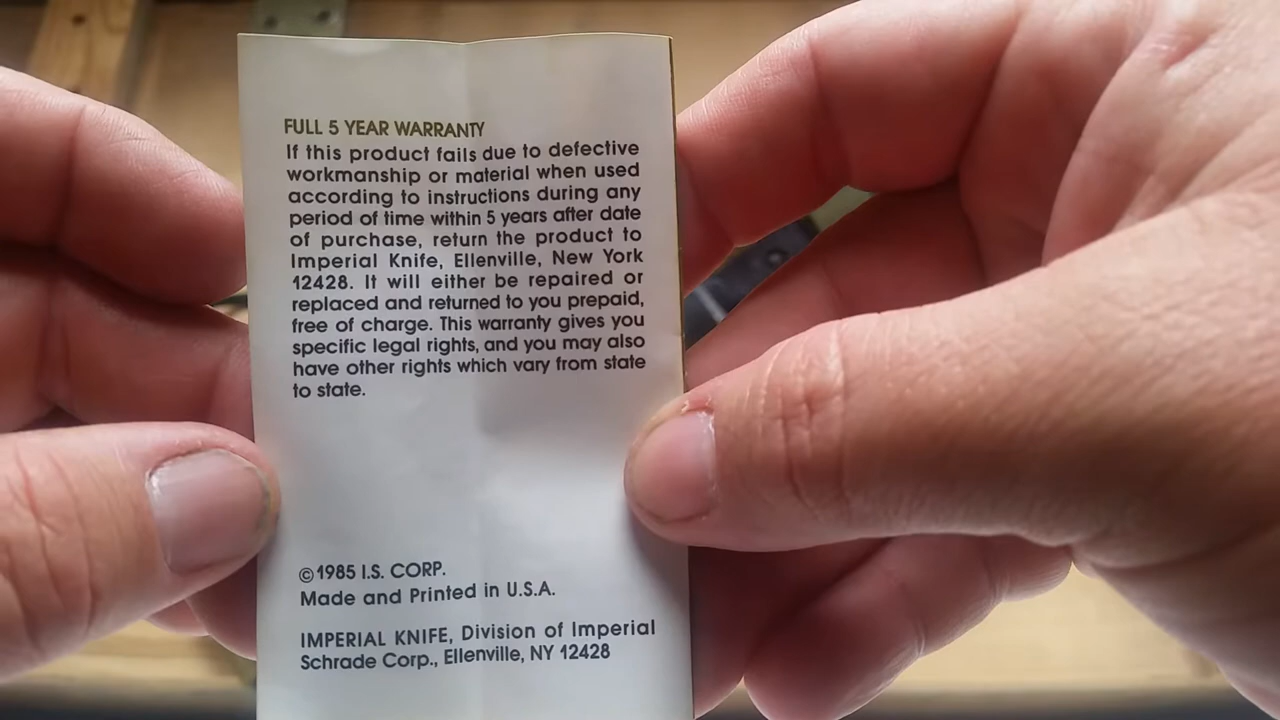 FULL 5 YEAR WARRANTY
If this product fails due to defective
workmanship or material when used
according to instructions during any
period of time within 5 years after date
of purchase, return the product to
Imperial Knife, Ellenville, New York
12428. It will either be repaired or
replaced and returned to you prepaid,
free of charge. This warranty gives you
specific legal rights, and you may also
have other rights which vary from state
to state.
© 1985 I.S. CORP.
Made and Printed in U.S.A.
IMPERIAL KNIFE, Division of Imperial
Schrade Corp., Ellenville, NY 12428